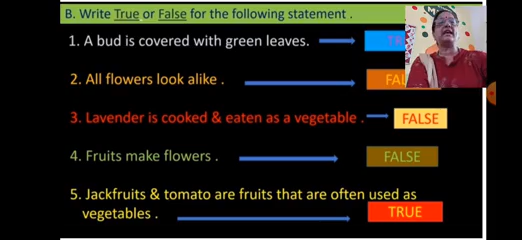 B. Write True or False for the following statement .
1. A bud is covered with green leaves.
2. All flowers look alike .
3. Lavender is cooked & eaten as a vegetable . FALSE
4. Fruits make flowers . FALSE
5. Jackfruits & tomato are fruits that are often used as
vegetables . TRUE